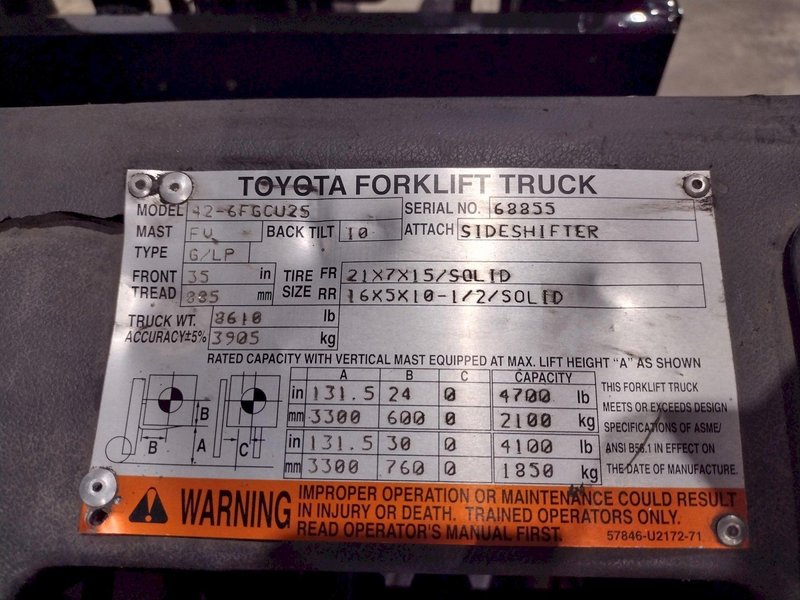 TOYOTA FORKLIFT TRUCK
MODEL 42-6FGCU25 SERIAL NO. 68855
MAST FV BACK TILT 10 ATTACH SIDESHIFTER
TYPE G/LP
FRONT TREAD 35 in TIRE SIZE FR 21X7X15/SOLID
885 mm RR 16X5X10-1/2/SOLID
TRUCK WT. 8610 lb
ACCURACY±5% 3905 kg
RATED CAPACITY WITH VERTICAL MAST EQUIPPED AT MAX. LIFT HEIGHT "A" AS SHOWN
A B C CAPACITY
in 131.5 24 0 4700 lb
mm 3300 600 0 2100 kg
in 131.5 30 0 4100 lb
mm 3300 760 0 1850 kg
B
B A C
THIS FORKLIFT TRUCK
MEETS OR EXCEEDS DESIGN
SPECIFICATIONS OF ASME/
ANSI B56.1 IN EFFECT ON
THE DATE OF MANUFACTURE.
WARNING
IMPROPER OPERATION OR MAINTENANCE COULD RESULT
IN INJURY OR DEATH. TRAINED OPERATORS ONLY.
READ OPERATOR'S MANUAL FIRST.
57846-U2172-71